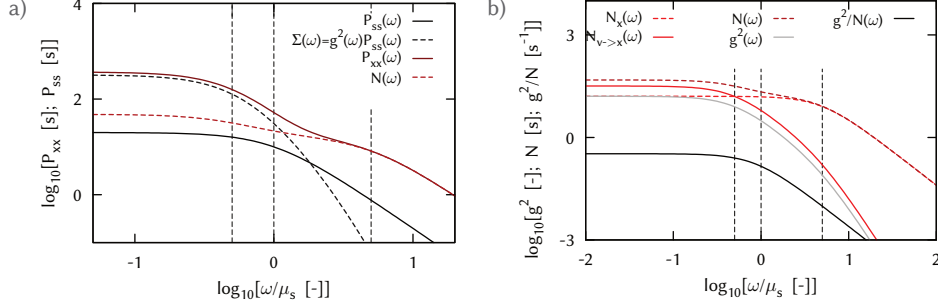 a)
P_ss(ω)
Σ(ω)=g²(ω)P_ss(ω)
P_xx(ω)
N(ω)
log₁₀[P_xx [s]; P_ss [s]]
4
2
0
-1
0
1
log₁₀[ω/μ_s [-]]
b)
N_x(ω)
N_v->x(ω)
N(ω)
g²(ω)
g²/N(ω)
log₁₀[g² [-]; N [s]; g²/N [s⁻¹]]
3
0
-3
-2
-1
0
1
2
log₁₀[ω/μ_s [-]]